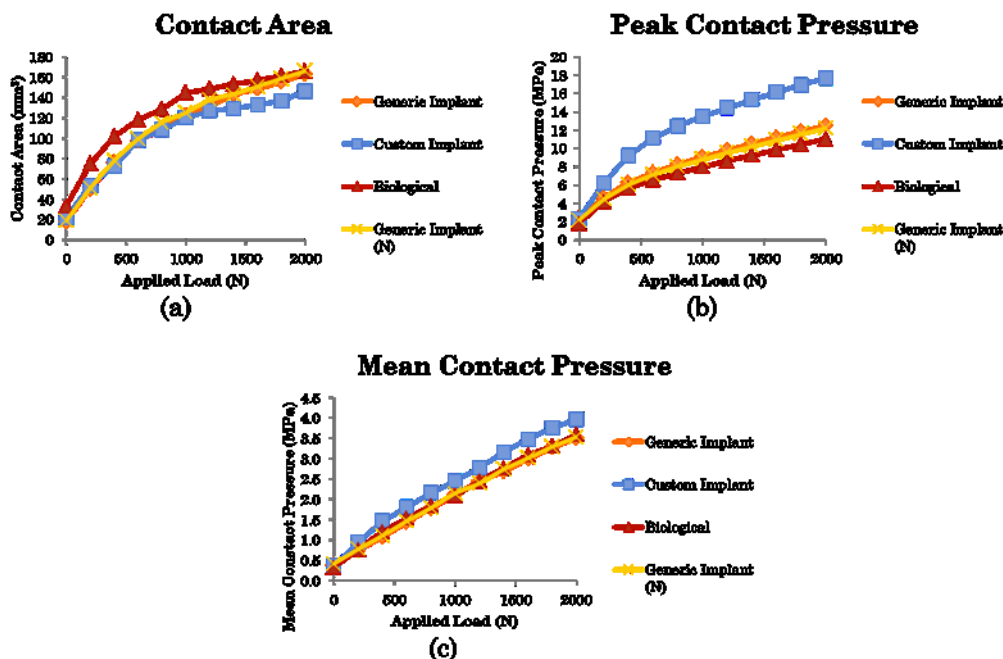 Contact Area
Contact Area (mm²)
180
160
140
120
100
80
60
40
20
0
0 500 1000 1500 2000
Applied Load (N)
Generic Implant
Custom Implant
Biological
Generic Implant
(N)
(a)
Peak Contact Pressure
Peak Contact Pressure (MPa)
20
18
16
14
12
10
8
6
4
2
0
0 500 1000 1500 2000
Applied Load (N)
Generic Implant
Custom Implant
Biological
Generic Implant
(N)
(b)
Mean Contact Pressure
Mean Constact Pressure (MPa)
4.5
4.0
3.5
3.0
2.5
2.0
1.5
1.0
0.5
0.0
0 500 1000 1500 2000
Applied Load (N)
Generic Implant
Custom Implant
Biological
Generic Implant
(N)
(c)